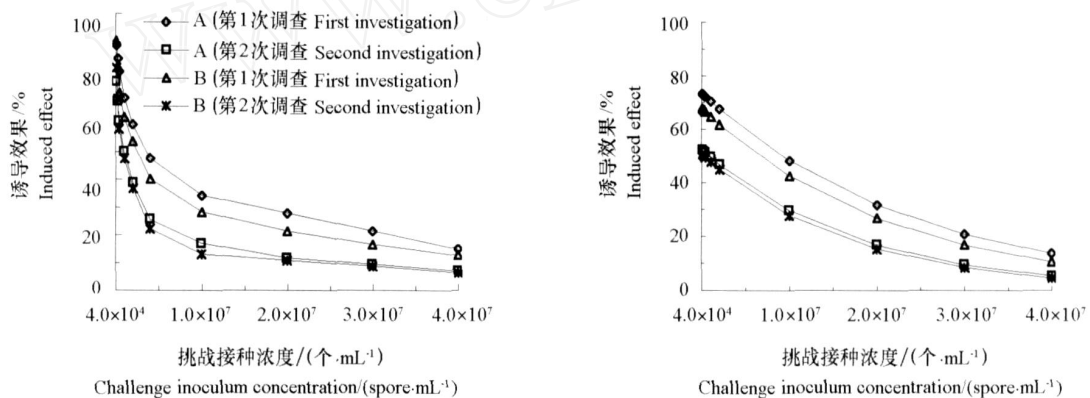 100
80
60
40
20
0
诱导效果/%
Induced effect
A (第1次调查 First investigation)
A (第2次调查 Second investigation)
B (第1次调查 First investigation)
B (第2次调查 Second investigation)
4.0×10⁴ 1.0×10⁷ 2.0×10⁷ 3.0×10⁷ 4.0×10⁷
挑战接种浓度/(个·mL⁻¹)
Challenge inoculum concentration/(spore·mL⁻¹)
100
80
60
40
20
0
诱导效果/%
Induced effect
4.0×10⁴ 1.0×10⁷ 2.0×10⁷ 3.0×10⁷ 4.0×10⁷
挑战接种浓度/(个·mL⁻¹)
Challenge inoculum concentration/(spore·mL⁻¹)